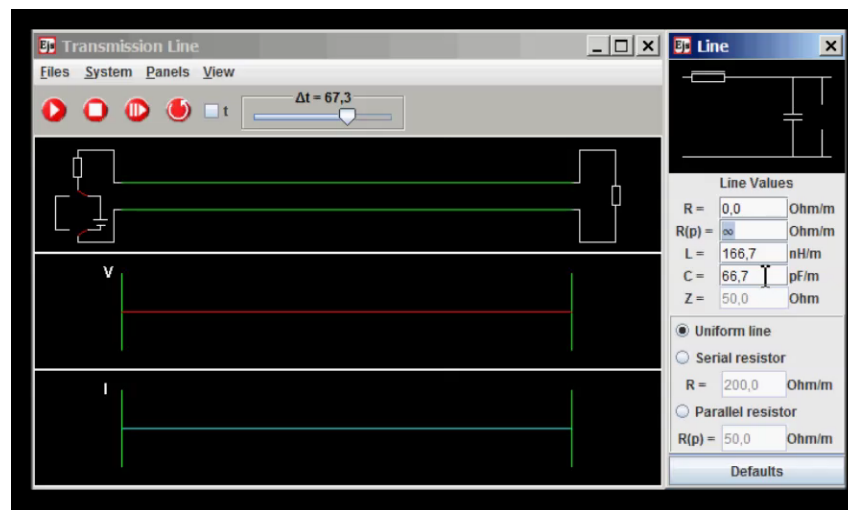 Ejs Transmission Line
Files System Panels View
t
Δt = 67,3
V
I
Ejs Line
Line Values
R = 0,0 Ohm/m
R(p) = ∞ Ohm/m
L = 166,7 nH/m
C = 66,7 pF/m
Z = 50,0 Ohm
Uniform line
Serial resistor
R = 200,0 Ohm/m
Parallel resistor
R(p) = 50,0 Ohm/m
Defaults